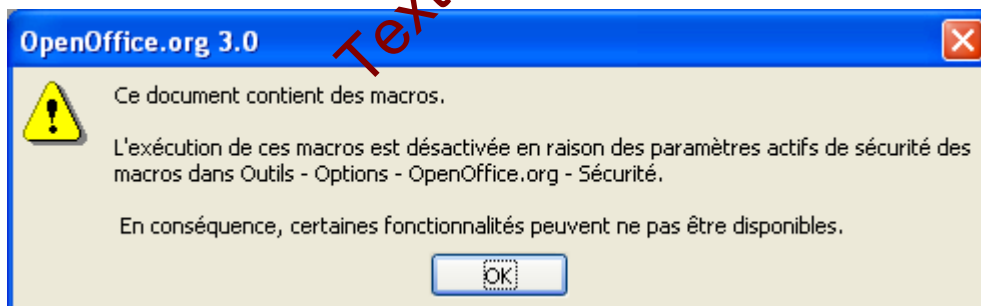 Text
OpenOffice.org 3.0
Ce document contient des macros.
L'exécution de ces macros est désactivée en raison des paramètres actifs de sécurité des
macros dans Outils - Options - OpenOffice.org - Sécurité.
En conséquence, certaines fonctionnalités peuvent ne pas être disponibles.
OK